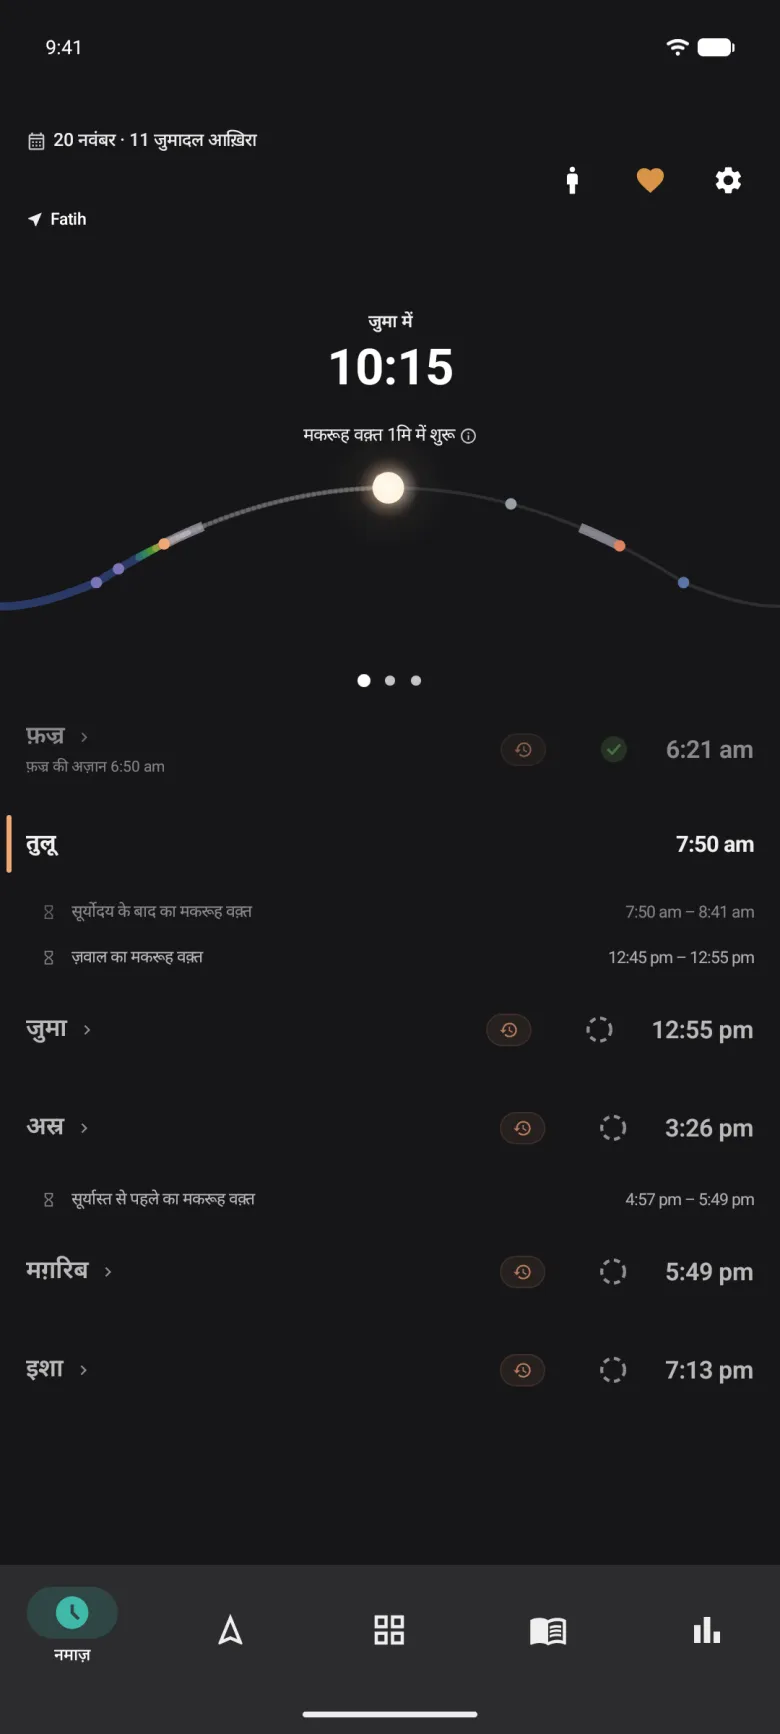 9:41
20 नवंबर · 11 जुमादल आख़िरा
Fatih
जुमा में
10:15
मकरूह वक़्त 1मि में शुरू
फ़ज्र
6:21 am
फ़ज्र की अज़ान 6:50 am
तुलू
7:50 am
सूर्योदय के बाद का मकरूह वक़्त
7:50 am – 8:41 am
ज़वाल का मकरूह वक़्त
12:45 pm – 12:55 pm
जुमा
12:55 pm
अस्र
3:26 pm
सूर्यास्त से पहले का मकरूह वक़्त
4:57 pm – 5:49 pm
मग़रिब
5:49 pm
इशा
7:13 pm
नमाज़